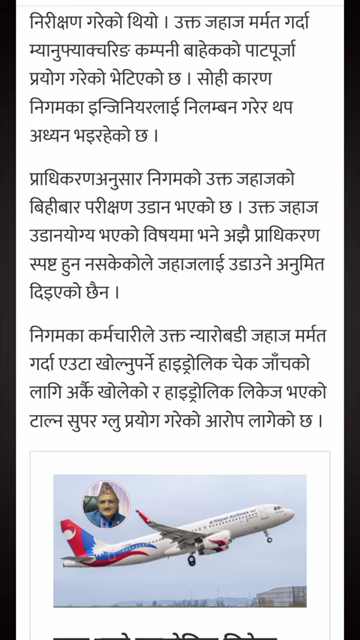 निरीक्षण गरेको थियो । उक्त जहाज मर्मत गर्दा
म्यानुफ्याक्चरिङ कम्पनी बाहेकको पाटपूर्जा
प्रयोग गरेको भेटिएको छ । सोही कारण
निगमका इन्जिनियरलाई निलम्बन गरेर थप
अध्यन भइरहेको छ ।
प्राधिकरणअनुसार निगमको उक्त जहाजको
बिहीबार परीक्षण उडान भएको छ । उक्त जहाज
उडानयोग्य भएको विषयमा भने अझै प्राधिकरण
स्पष्ट हुन नसकेकोले जहाजलाई उडाउने अनुमित
दिइएको छैन ।
निगमका कर्मचारीले उक्त न्यारोबडी जहाज मर्मत
गर्दा एउटा खोल्नुपर्ने हाइड्रोलिक चेक जाँचको
लागि अर्कै खोलेको र हाइड्रोलिक लिकेज भएको
टाल्न सुपर ग्लु प्रयोग गरेको आरोप लागेको छ ।
Nepal Airlines